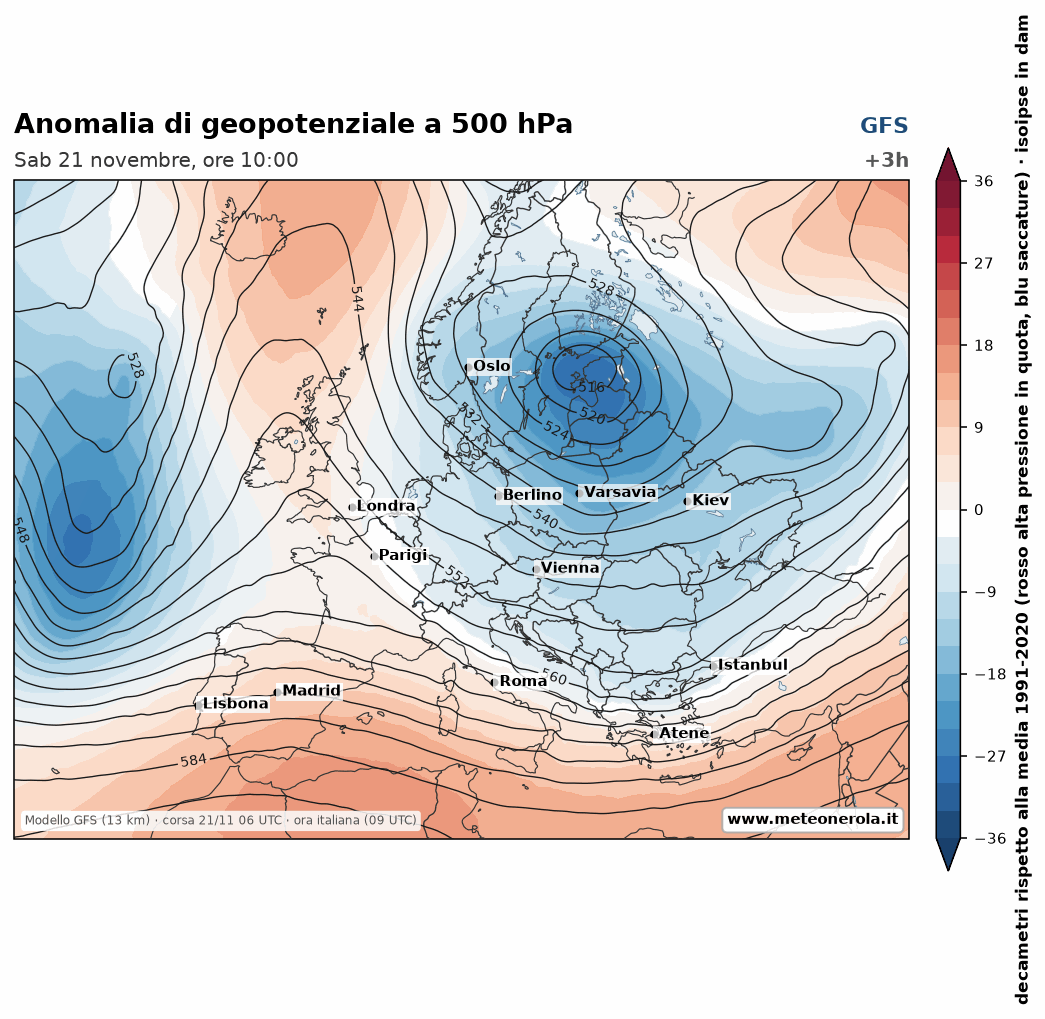 Anomalia di geopotenziale a 500 hPa
GFS
Sab 21 novembre, ore 10:00
+3h
528
544
528
Oslo
516
520
532
524
Berlino
Varsavia
Kiev
Londra
548
540
Parigi
552
Vienna
Istanbul
560
Roma
Madrid
Lisbona
Atene
584
Modello GFS (13 km) · corsa 21/11 06 UTC · ora italiana (09 UTC)
www.meteonerola.it
36
27
18
9
0
−9
−18
−27
−36
decametri rispetto alla media 1991-2020 (rosso alta pressione in quota, blu saccature) · isoipse in dam